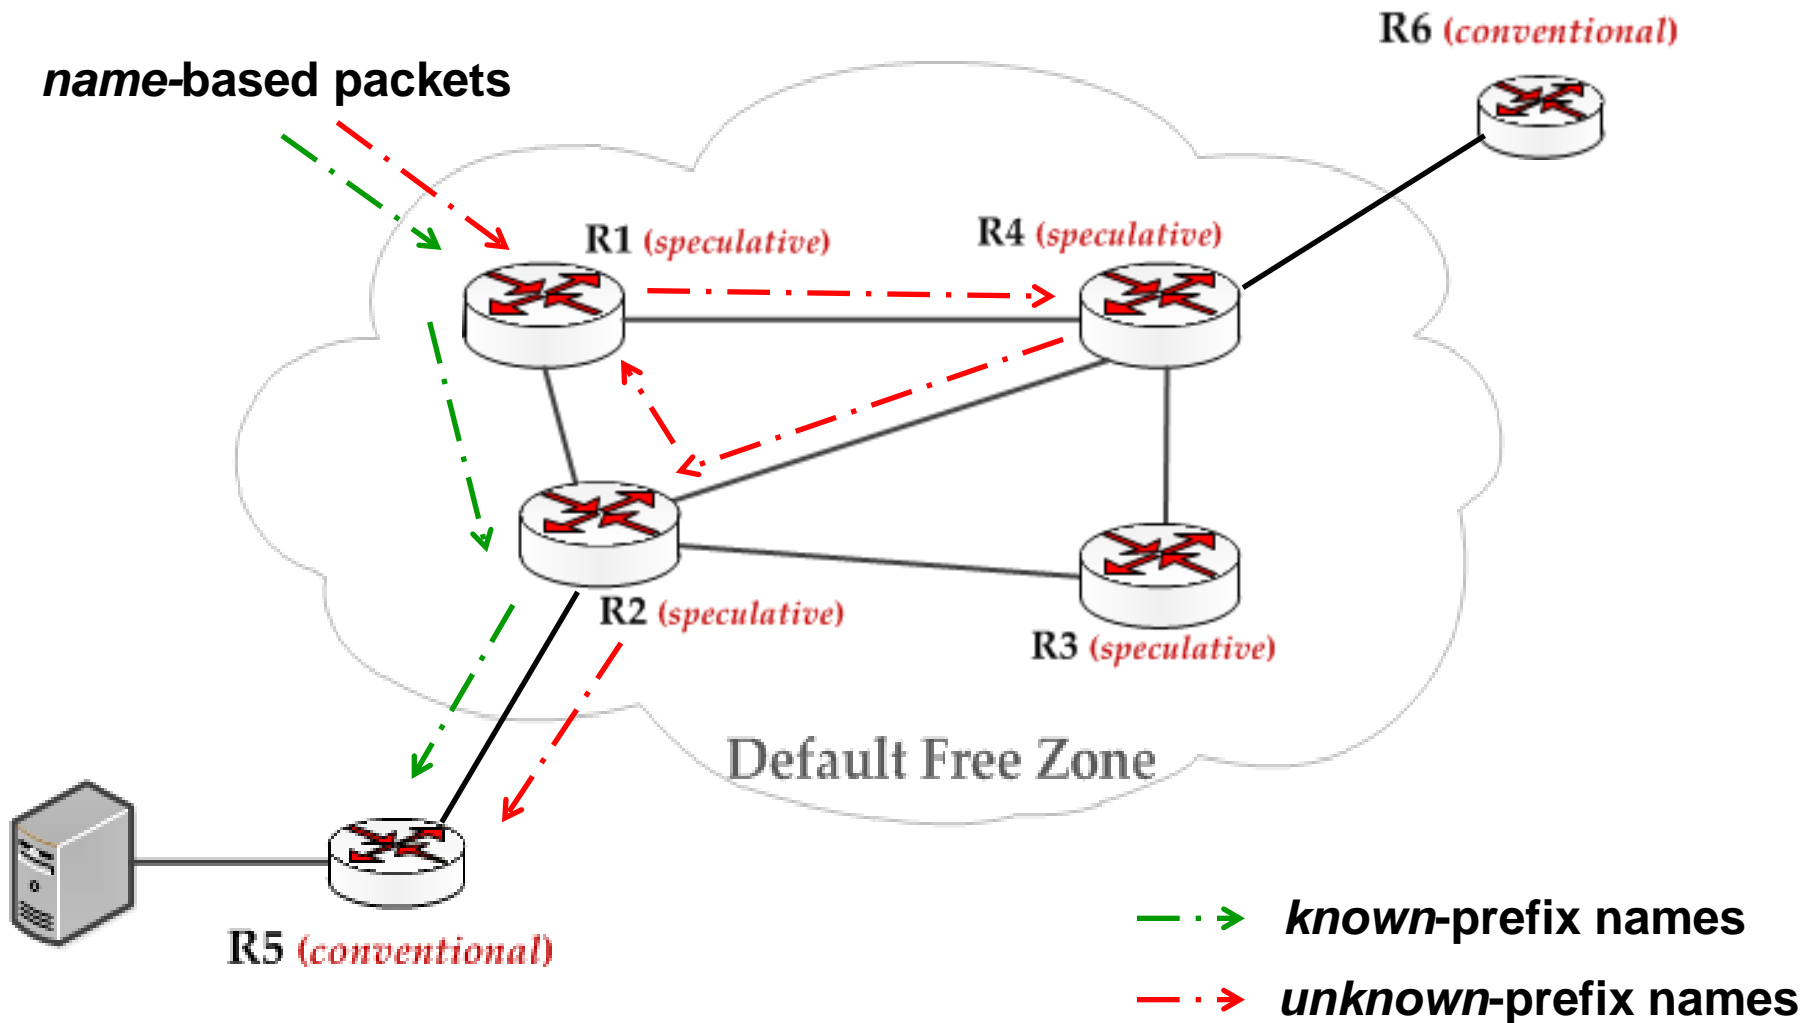 R6 (conventional)
name-based packets
R1 (speculative)
R4 (speculative)
R2 (speculative)
R3 (speculative)
Default Free Zone
R5 (conventional)
known-prefix names
unknown-prefix names